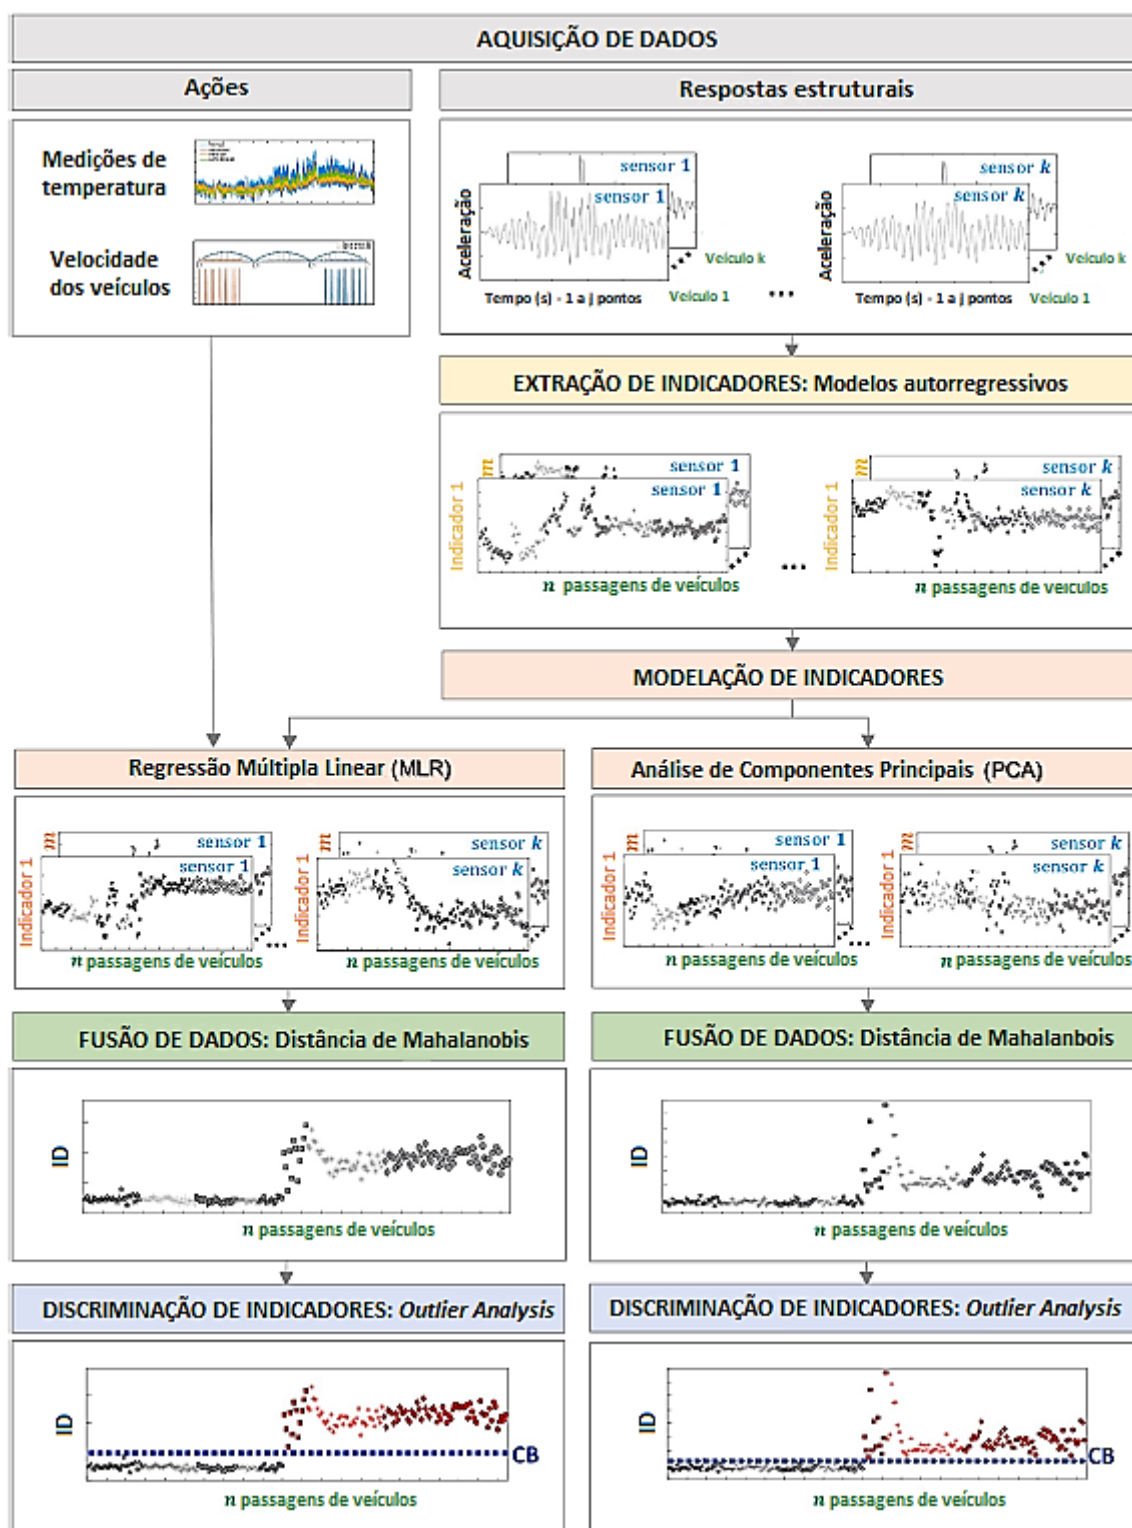 AQUISIÇÃO DE DADOS
Ações
Respostas estruturais
Medições de
temperatura
Velocidade
dos veículos
Aceleração
sensor 1
sensor 1
Veículo k
Tempo (s) - 1 a j pontos
Veículo 1
...
Aceleração
sensor k
sensor k
Veículo k
Tempo (s) - 1 a j pontos
Veículo 1
EXTRAÇÃO DE INDICADORES: Modelos autorregressivos
Indicador 1
m
sensor 1
sensor 1
n passagens de veículos
...
Indicador 1
m
sensor k
sensor k
n passagens de veículos
MODELAÇÃO DE INDICADORES
Regressão Múltipla Linear (MLR)
Indicador 1
m
sensor 1
sensor 1
n passagens de veículos
...
Indicador 1
m
sensor k
sensor k
n passagens de veículos
Análise de Componentes Principais (PCA)
Indicador 1
m
sensor 1
sensor 1
n passagens de veículos
...
Indicador 1
m
sensor k
sensor k
n passagens de veículos
FUSÃO DE DADOS: Distância de Mahalanobis
ID
n passagens de veículos
FUSÃO DE DADOS: Distância de Mahalanbois
ID
n passagens de veículos
DISCRIMINAÇÃO DE INDICADORES: Outlier Analysis
ID
CB
n passagens de veículos
DISCRIMINAÇÃO DE INDICADORES: Outlier Analysis
ID
CB
n passagens de veículos